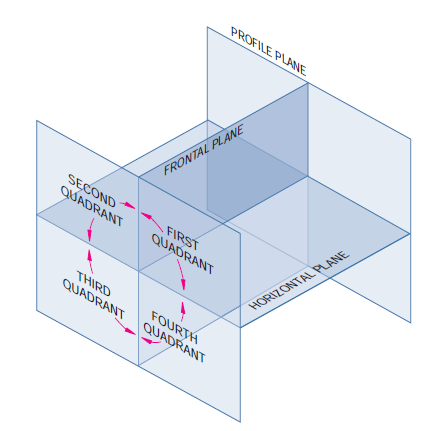 PROFILE PLANE
FRONTAL PLANE
SECOND
QUADRANT
FIRST
QUADRANT
THIRD
QUADRANT
FOURTH
QUADRANT
HORIZONTAL PLANE